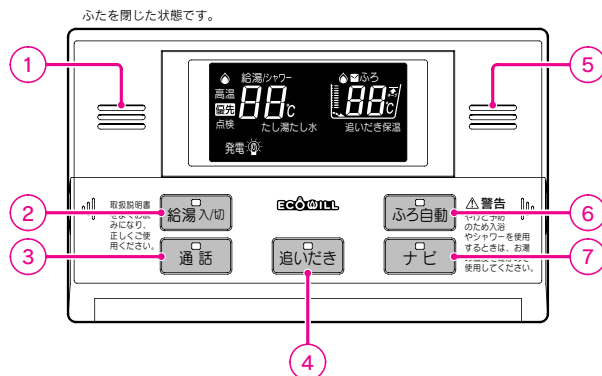 ふたを閉じた状態です。
1
5
給湯/シャワー
ふろ
高温
88℃
88℃
優先
点検
たし湯たし水
追いだき保温
発電
2
取扱説明書
みになり、
正しくご使
用ください。
給湯 入/切
ECOWILL
ふろ自動
警告
やけど予防
のため入浴
やシャワーを使用
するときは、お湯
使用してください。
6
3
通話
追いだき
ナビ
7
4